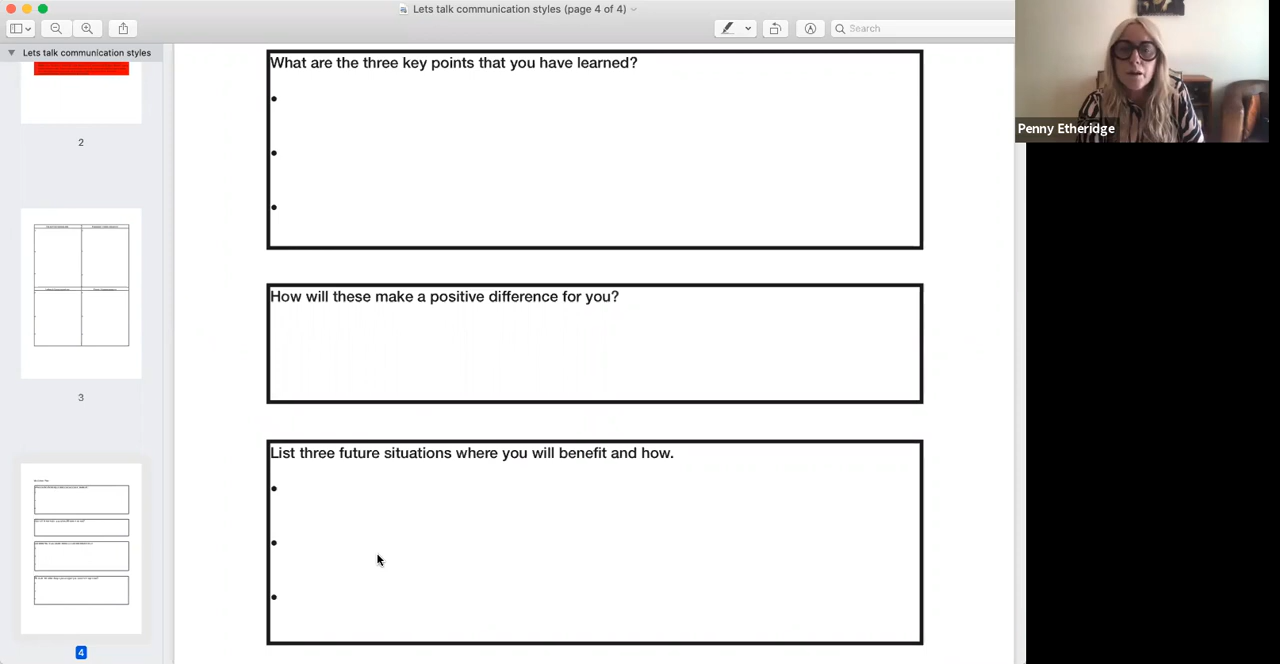 Lets talk communication styles (page 4 of 4)
Search
Lets talk communication styles
2
3
4
What are the three key points that you have learned?
•
•
•
How will these make a positive difference for you?
List three future situations where you will benefit and how.
•
•
•
Penny Etheridge